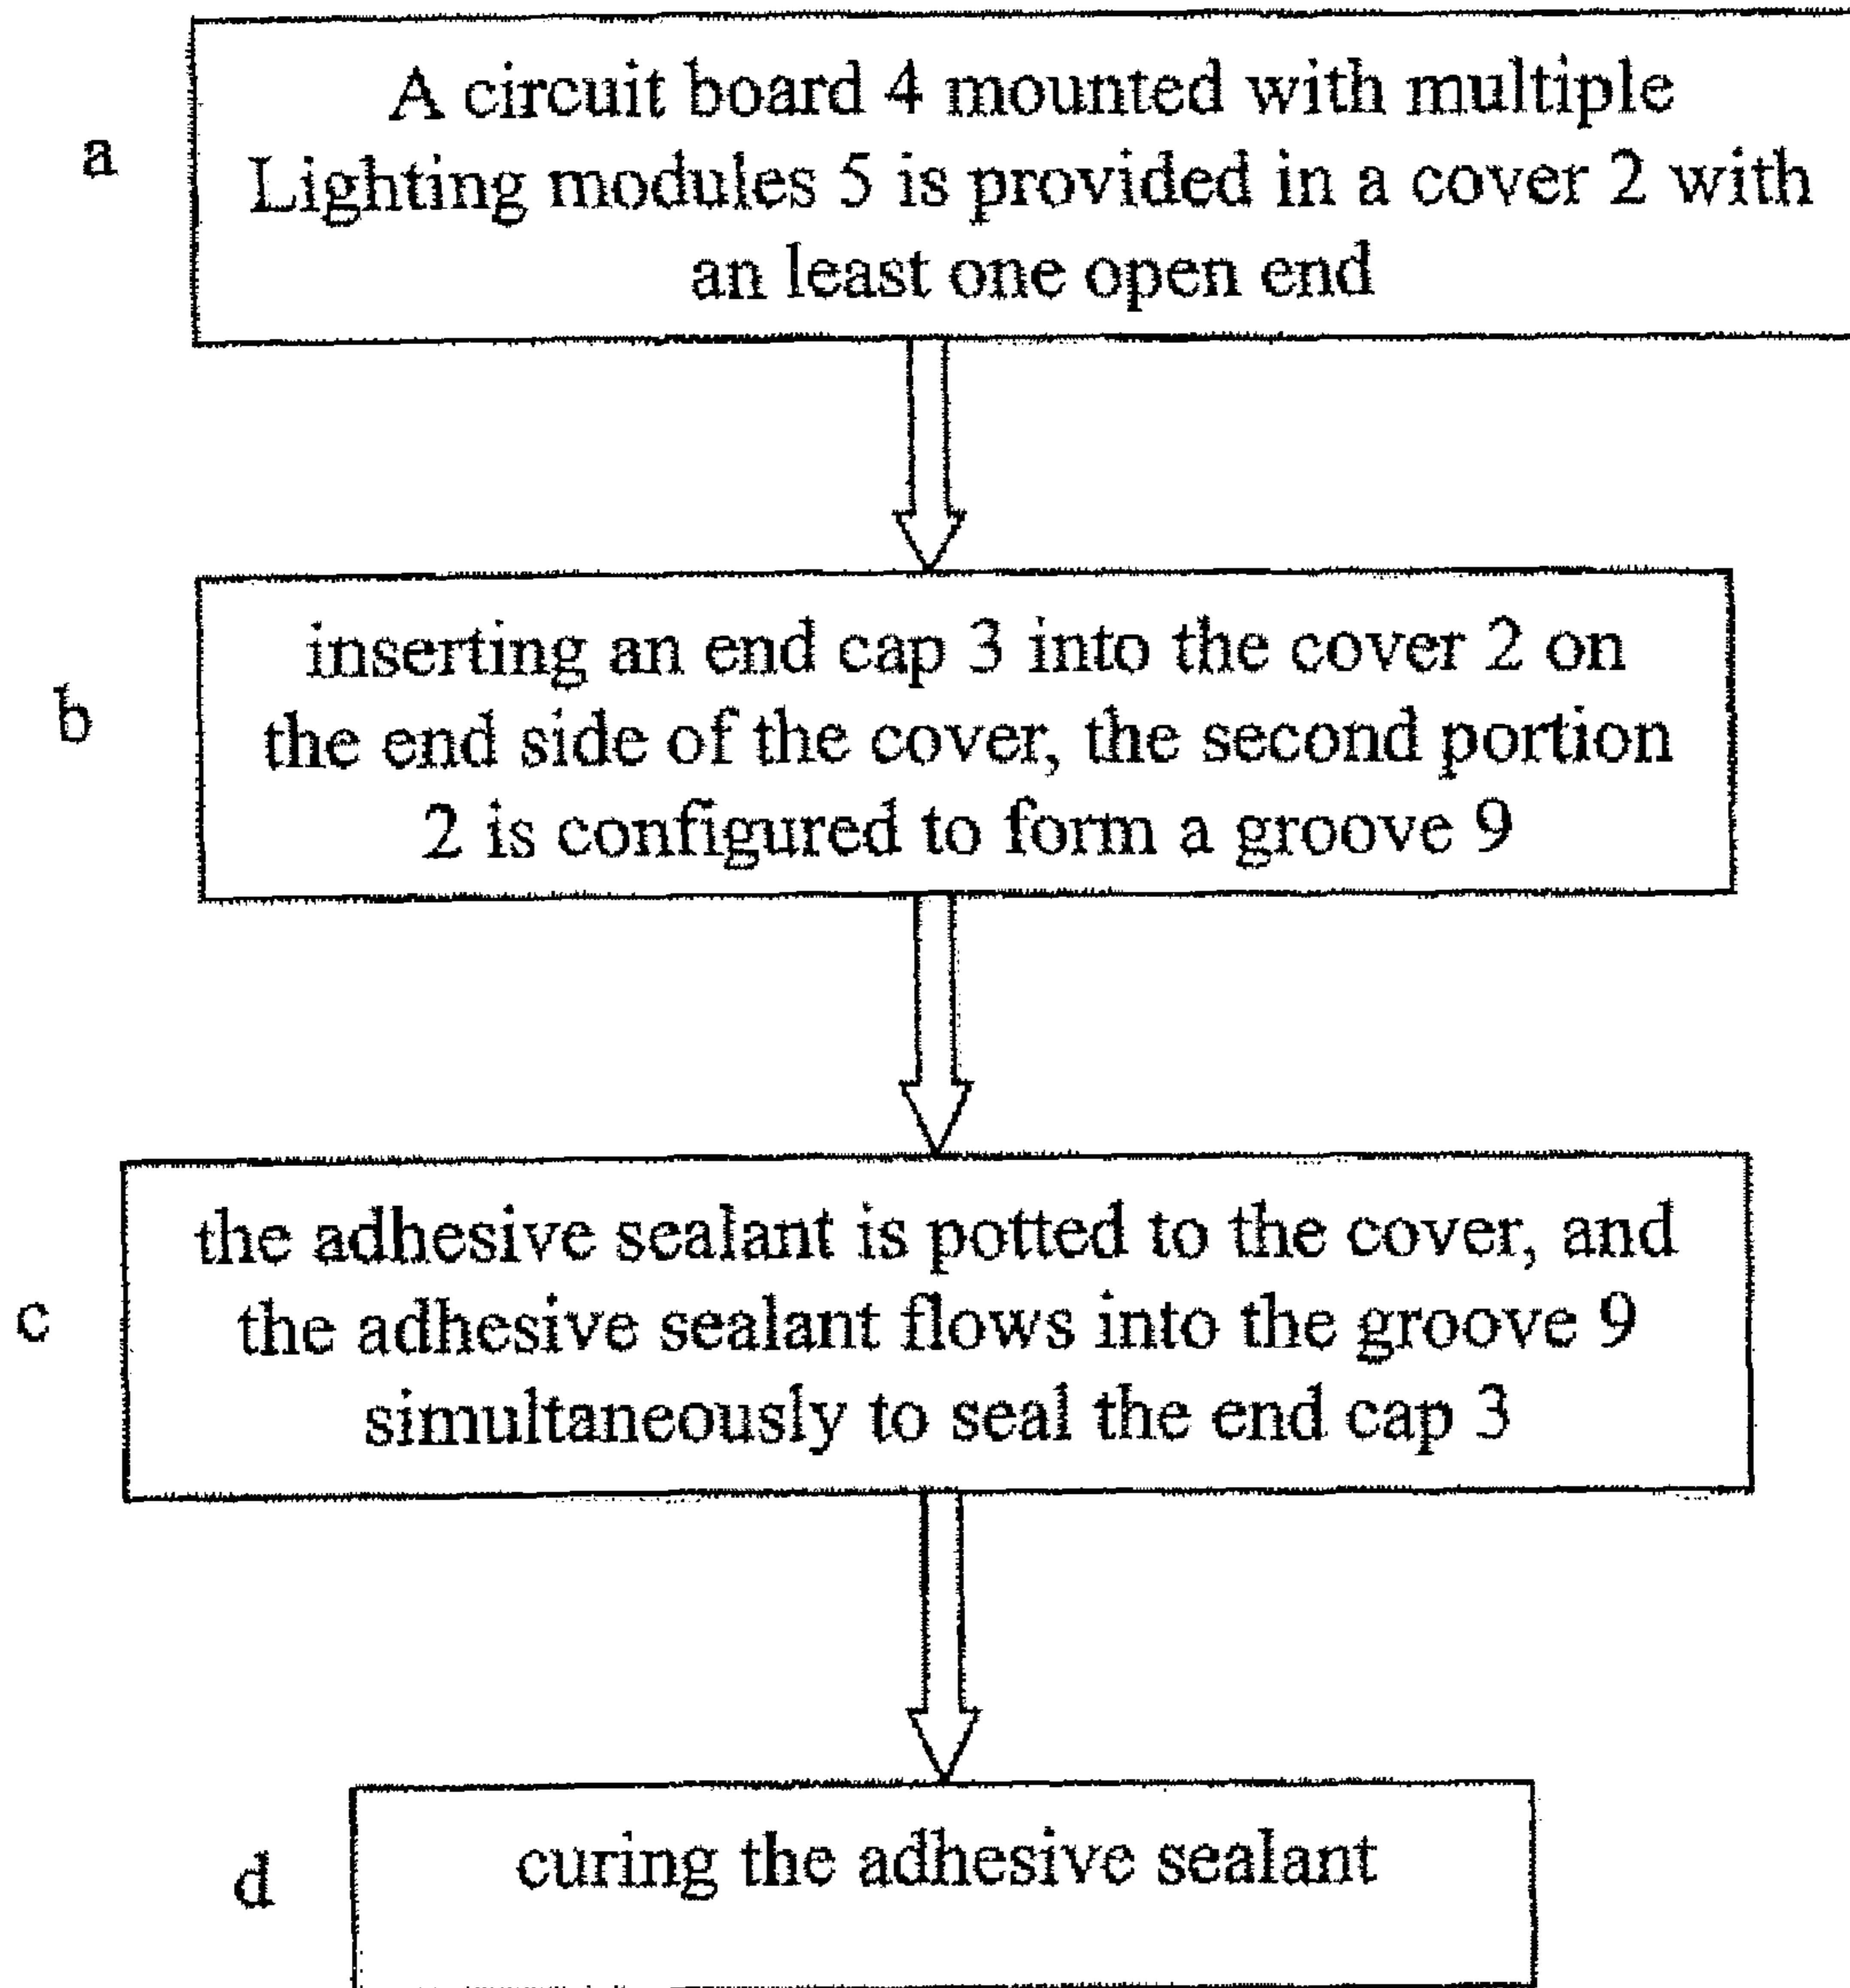 a
A circuit board 4 mounted with multiple
Lighting modules 5 is provided in a cover 2 with
an least one open end
b
inserting an end cap 3 into the cover 2 on
the end side of the cover, the second portion
2 is configured to form a groove 9
c
the adhesive sealant is potted to the cover, and
the adhesive sealant flows into the groove 9
simultaneously to seal the end cap 3
d
curing the adhesive sealant